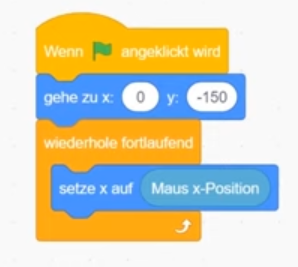 Wenn angeklickt wird
gehe zu x: 0 y: -150
wiederhole fortlaufend
setze x auf Maus x-Position